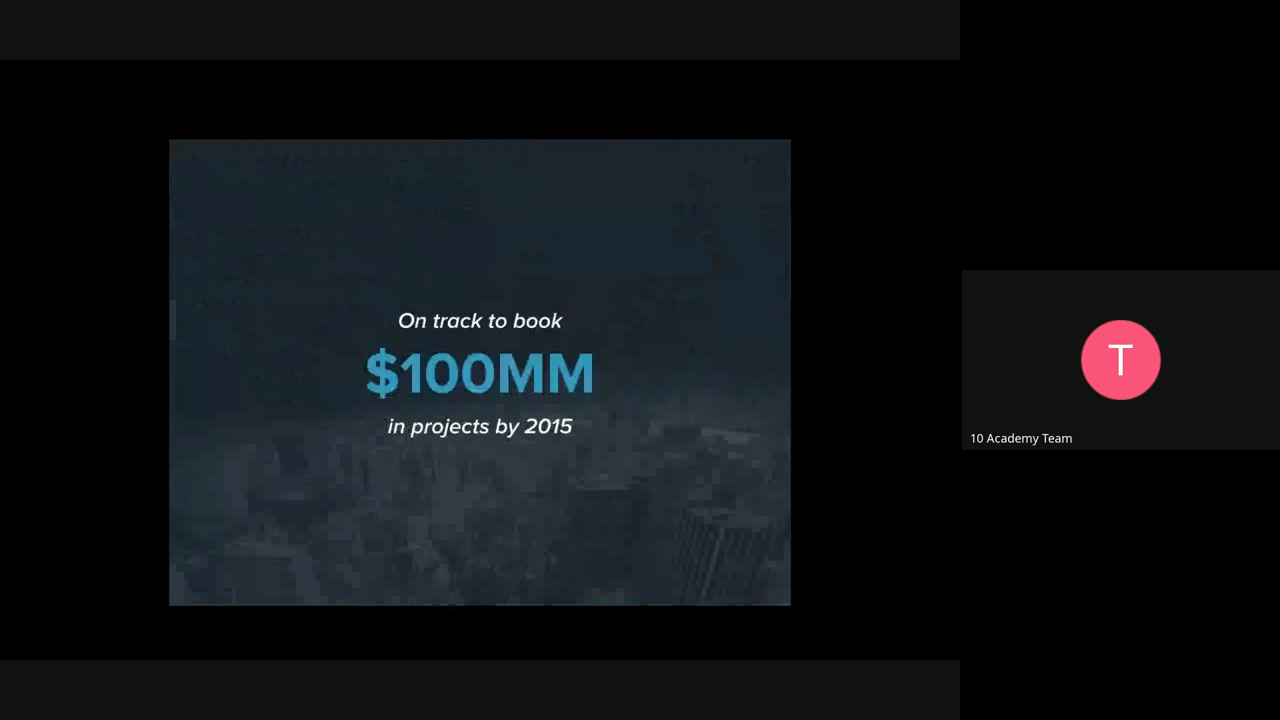 On track to book
$100MM
in projects by 2015
T
10 Academy Team